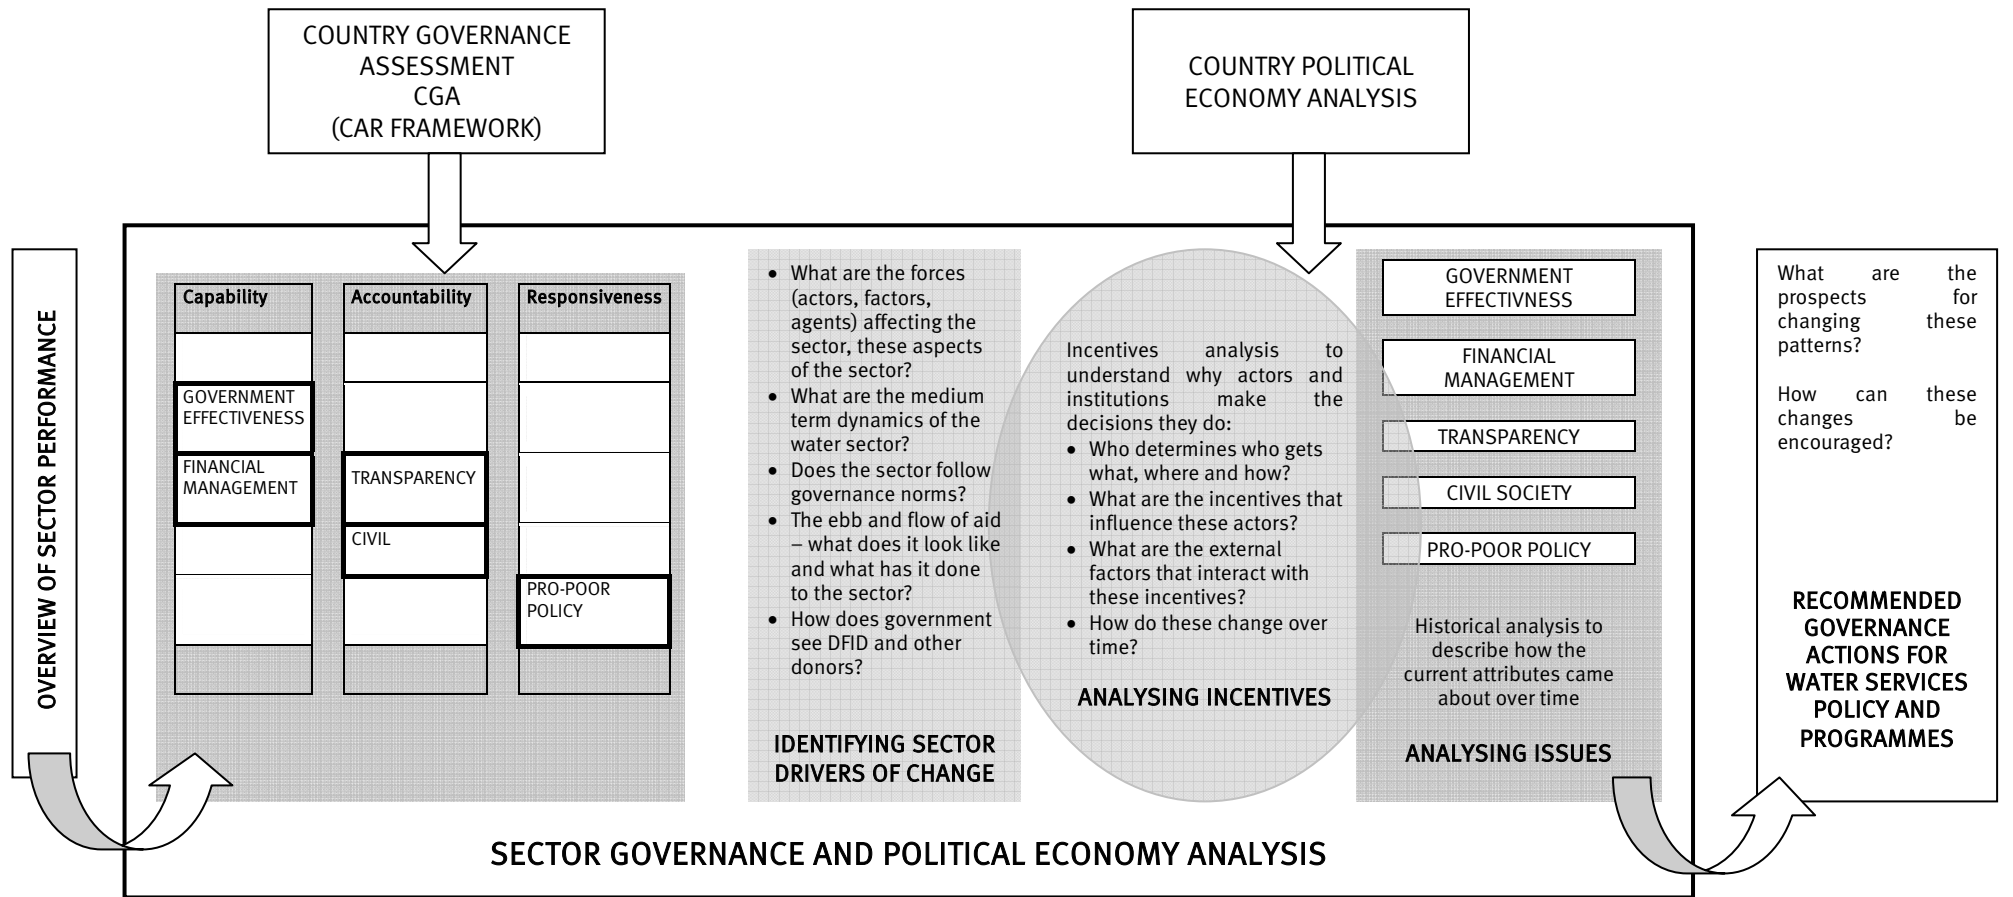 COUNTRY GOVERNANCE
ASSESSMENT
CGA
(CAR FRAMEWORK)
COUNTRY POLITICAL
ECONOMY ANALYSIS
OVERVIEW OF SECTOR PERFORMANCE
Capability
GOVERNMENT
EFFECTIVENESS
FINANCIAL
MANAGEMENT
Accountability
TRANSPARENCY
CIVIL
Responsiveness
PRO-POOR
POLICY
• What are the forces
(actors, factors,
agents) affecting the
sector, these aspects
of the sector?
• What are the medium
term dynamics of the
water sector?
• Does the sector follow
governance norms?
• The ebb and flow of aid
– what does it look like
and what has it done
to the sector?
• How does government
see DFID and other
donors?
IDENTIFYING SECTOR
DRIVERS OF CHANGE
Incentives analysis to
understand why actors and
institutions make the
decisions they do:
• Who determines who gets
what, where and how?
• What are the incentives that
influence these actors?
• What are the external
factors that interact with
these incentives?
• How do these change over
time?
ANALYSING INCENTIVES
GOVERNMENT
EFFECTIVNESS
FINANCIAL
MANAGEMENT
TRANSPARENCY
CIVIL SOCIETY
PRO-POOR POLICY
Historical analysis to
describe how the
current attributes came
about over time
ANALYSING ISSUES
What are the
prospects for
changing these
patterns?
How can these
changes be
encouraged?
RECOMMENDED
GOVERNANCE
ACTIONS FOR
WATER SERVICES
POLICY AND
PROGRAMMES
SECTOR GOVERNANCE AND POLITICAL ECONOMY ANALYSIS